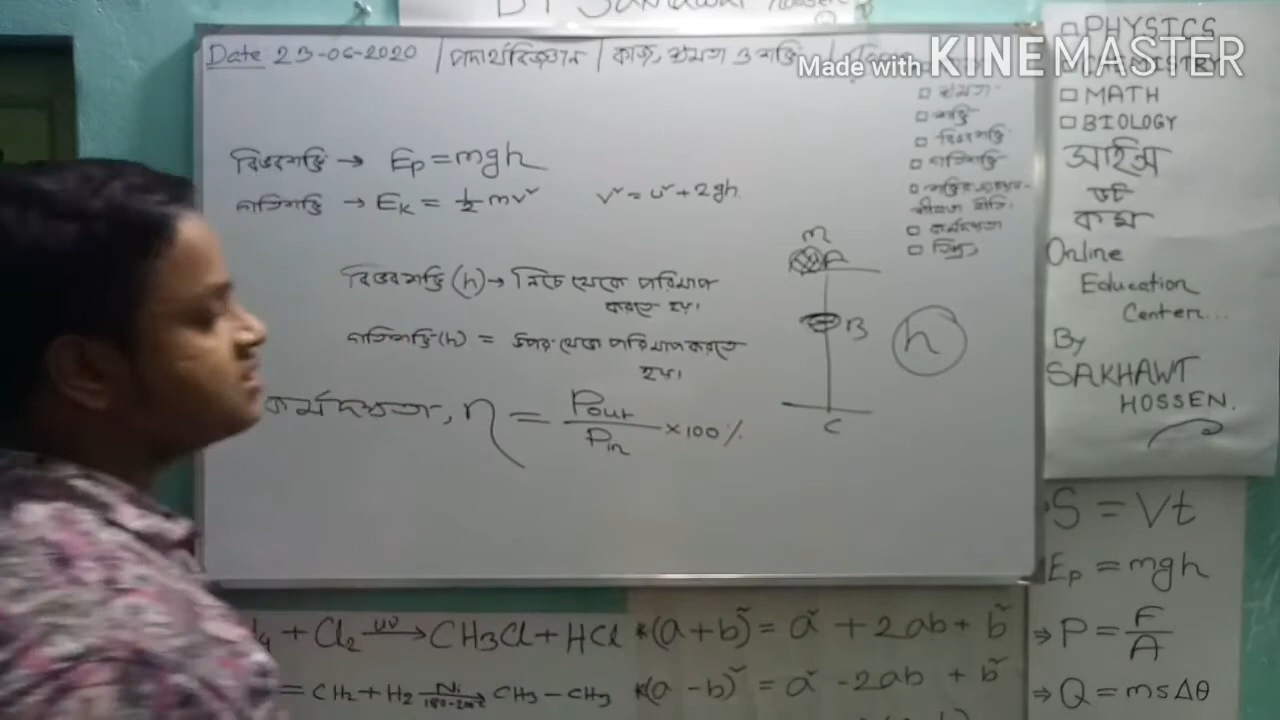 Date 23-06-2020 | পদার্থবিজ্ঞান | কাজ, ক্ষমতা ও শক্তি
Made with KINEMASTER
□ ক্ষমতা
□ শক্তি
□ বিভবশক্তি
□ গতিশক্তি
□ কর্মদক্ষতা
বিভবশক্তি → Ep = mgh
গতিশক্তি → EK = ½ mv² V² = u² + 2gh
বিভবশক্তি (h) → নিচে থেকে পরিমাপ
করতে হয়।
গতিশক্তি (h) = উপর থেকে পরিমাপ করতে
হয়।
কর্মদক্ষতা, η = Pout / Pin × 100%
m
A
B
C
h
□ PHYSICS
□ CHEMISTRY
□ MATH
□ BIOLOGY
Online
Education
Center...
By
SAKHAWT
HOSSEN.
S = Vt
Ep = mgh
⇒ P = F/A
⇒ Q = msΔθ
+ Cl₂ uv→ CH3Cl + HCl
= CH₂ + H₂ Ni→ CH₃ – CH₃
*(a + b)² = a² + 2ab + b²
*(a - b)² = a² - 2ab + b²